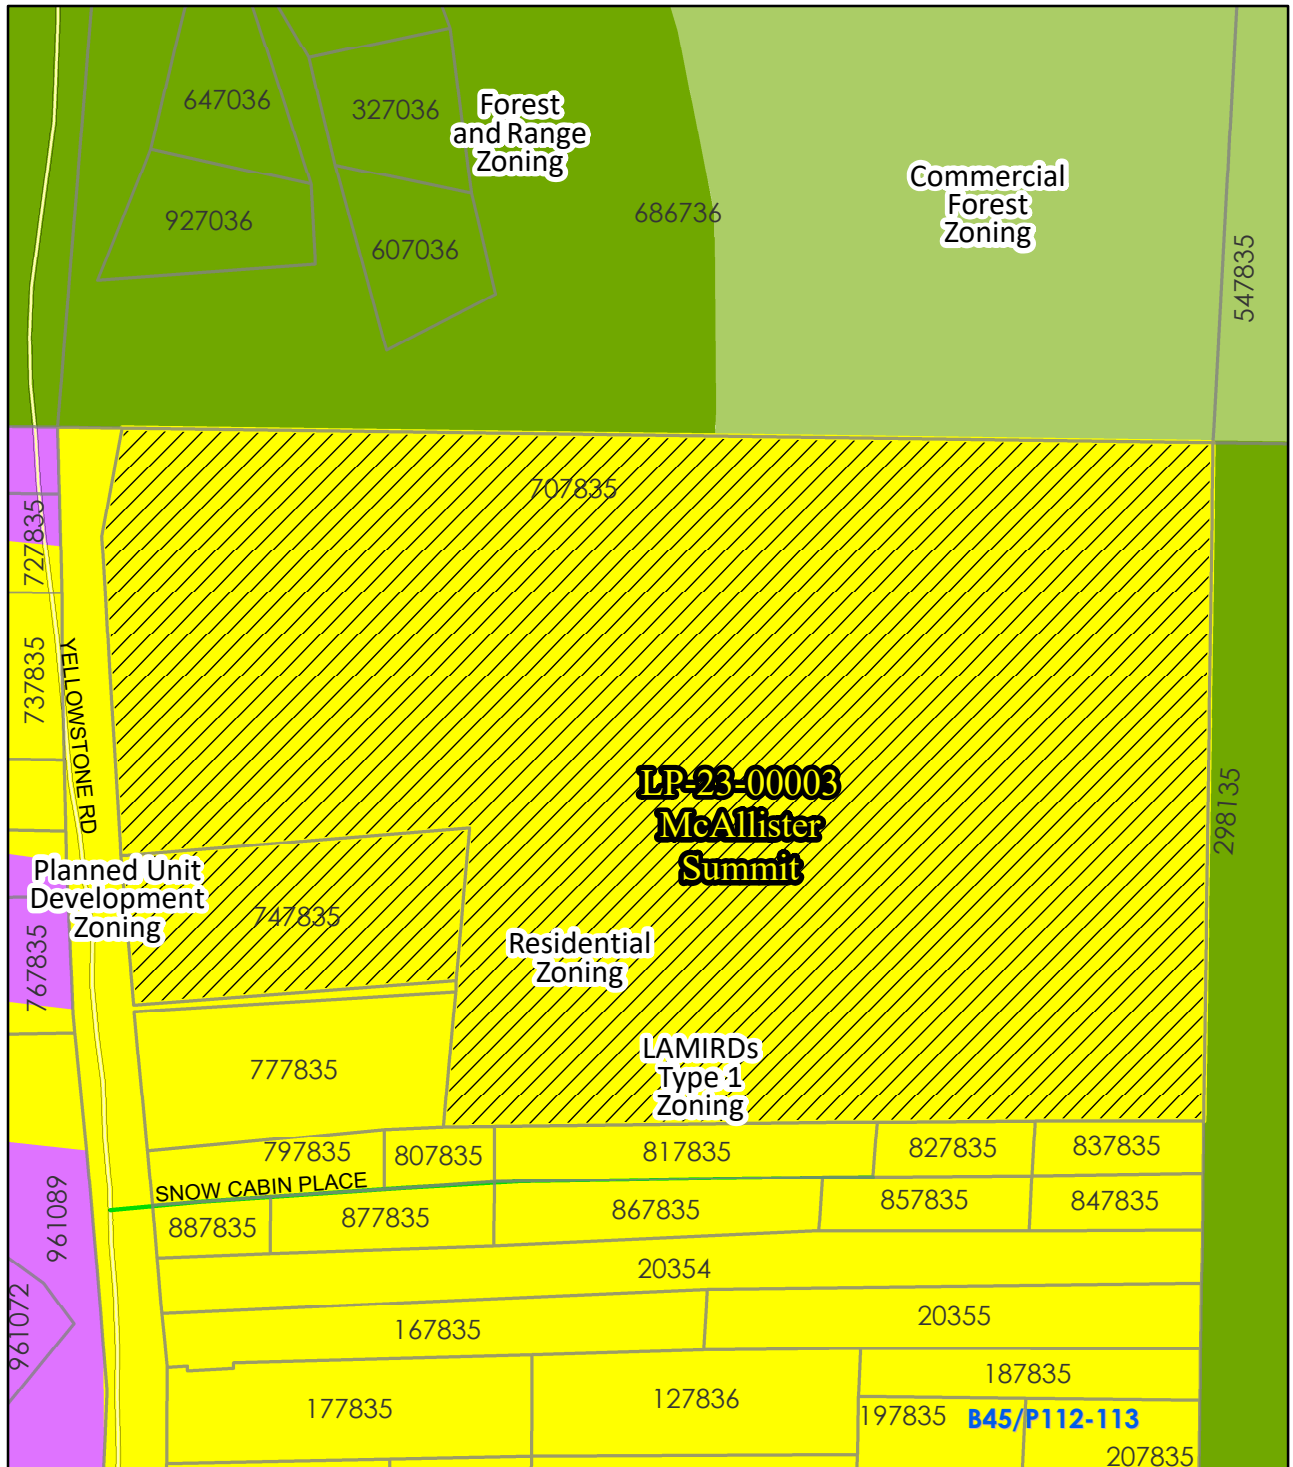 647036
327036
Forest
and Range
Zoning
Commercial
Forest
Zoning
927036
607036
686736
547835
707835
727835
737835
YELLOWSTONE RD
LP-23-00003
McAllister
Summit
298135
Planned Unit
Development
Zoning
747835
767835
Residential
Zoning
LAMIRDs
Type 1
Zoning
777835
797835
807835
817835
827835
837835
SNOW CABIN PLACE
961089
887835
877835
867835
857835
847835
20354
961072
167835
20355
187835
177835
127836
197835
B45/P112-113
207835